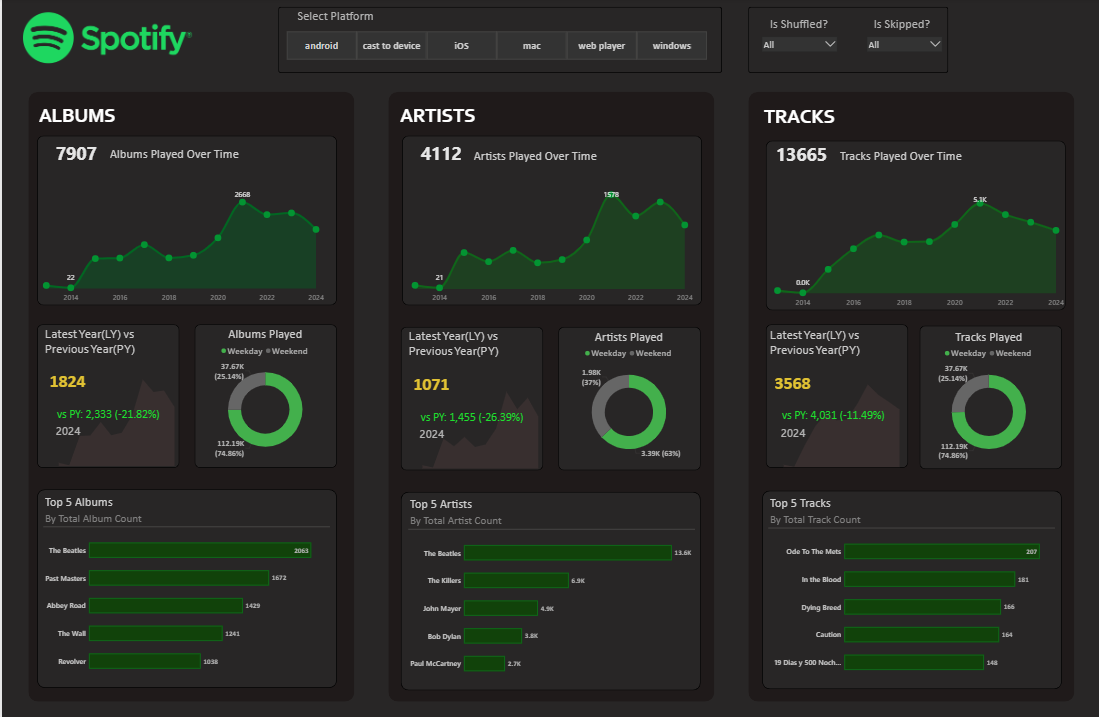 Spotify®
Select Platform
android
cast to device
iOS
mac
web player
windows
Is Shuffled?
All
Is Skipped?
All
ALBUMS
7907 Albums Played Over Time
2668
22
2014 2016 2018 2020 2022 2024
Latest Year(LY) vs
Previous Year(PY)
1824
vs PY: 2,333 (-21.82%)
2024
Albums Played
Weekday Weekend
37.67K
(25.14%)
112.19K
(74.86%)
Top 5 Albums
By Total Album Count
The Beatles 2063
Past Masters 1672
Abbey Road 1429
The Wall 1241
Revolver 1038
ARTISTS
4112 Artists Played Over Time
1578
21
2014 2016 2018 2020 2022 2024
Latest Year(LY) vs
Previous Year(PY)
1071
vs PY: 1,455 (-26.39%)
2024
Artists Played
Weekday Weekend
1.98K
(37%)
3.39K (63%)
Top 5 Artists
By Total Artist Count
The Beatles 13.6K
The Killers 6.9K
John Mayer 4.9K
Bob Dylan 3.8K
Paul McCartney 2.7K
TRACKS
13665 Tracks Played Over Time
5.1K
0.0K
2014 2016 2018 2020 2022 2024
Latest Year(LY) vs
Previous Year(PY)
3568
vs PY: 4,031 (-11.49%)
2024
Tracks Played
Weekday Weekend
37.67K
(25.14%)
112.19K
(74.86%)
Top 5 Tracks
By Total Track Count
Ode To The Mets 207
In the Blood 181
Dying Breed 166
Caution 164
19 Dias y 500 Noch... 148